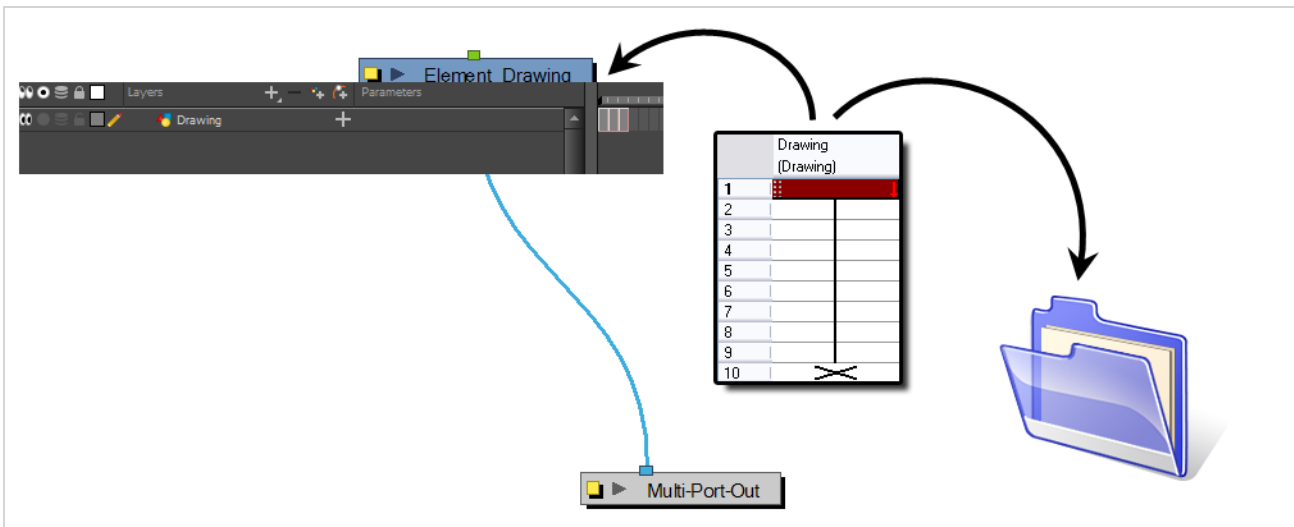 Element_Drawing
Layers
Parameters
Drawing
Drawing
(Drawing)
1
2
3
4
5
6
7
8
9
10
Multi-Port-Out